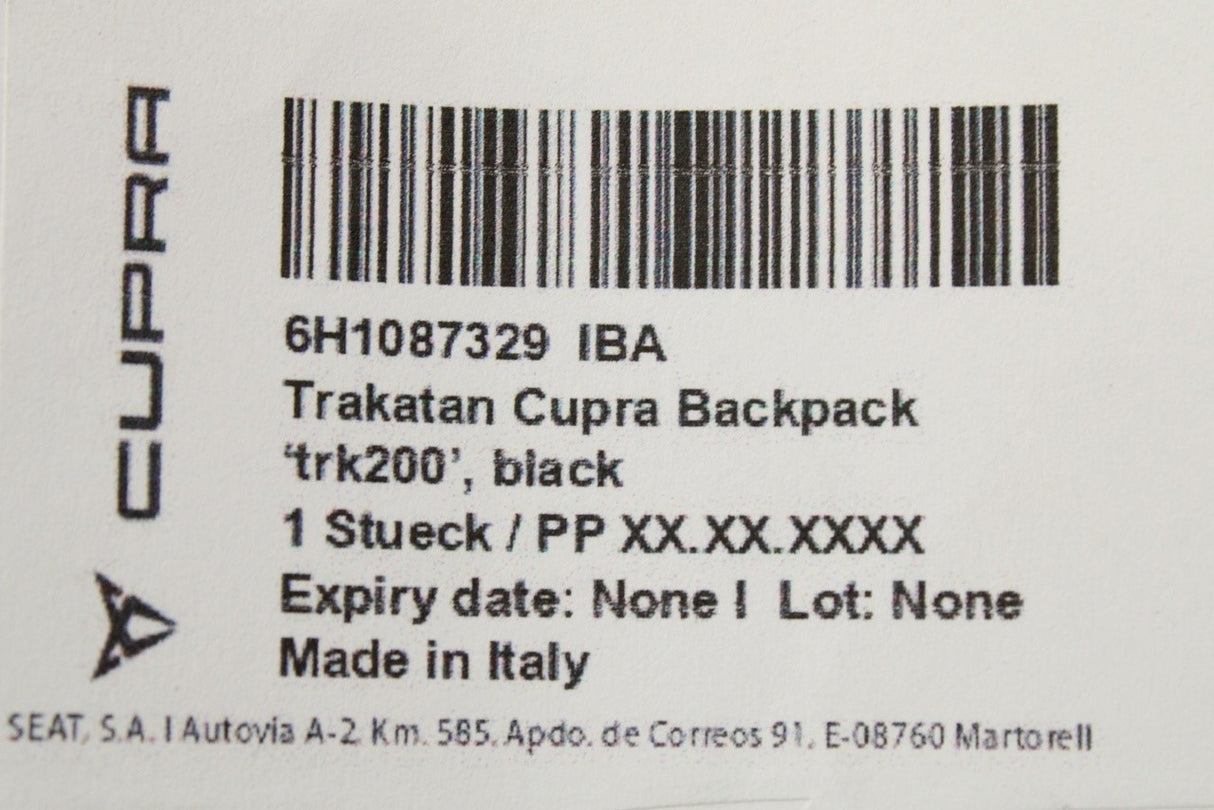 CUPRA
6H1087329 IBA
Trakatan Cupra Backpack
'trk200', black
1 Stueck / PP XX.XX.XXXX
Expiry date: None I Lot: None
Made in Italy
SEAT, S.A. I Autovia A-2 Km. 585. Apdo. de Correos 91. E-08760 Martorell